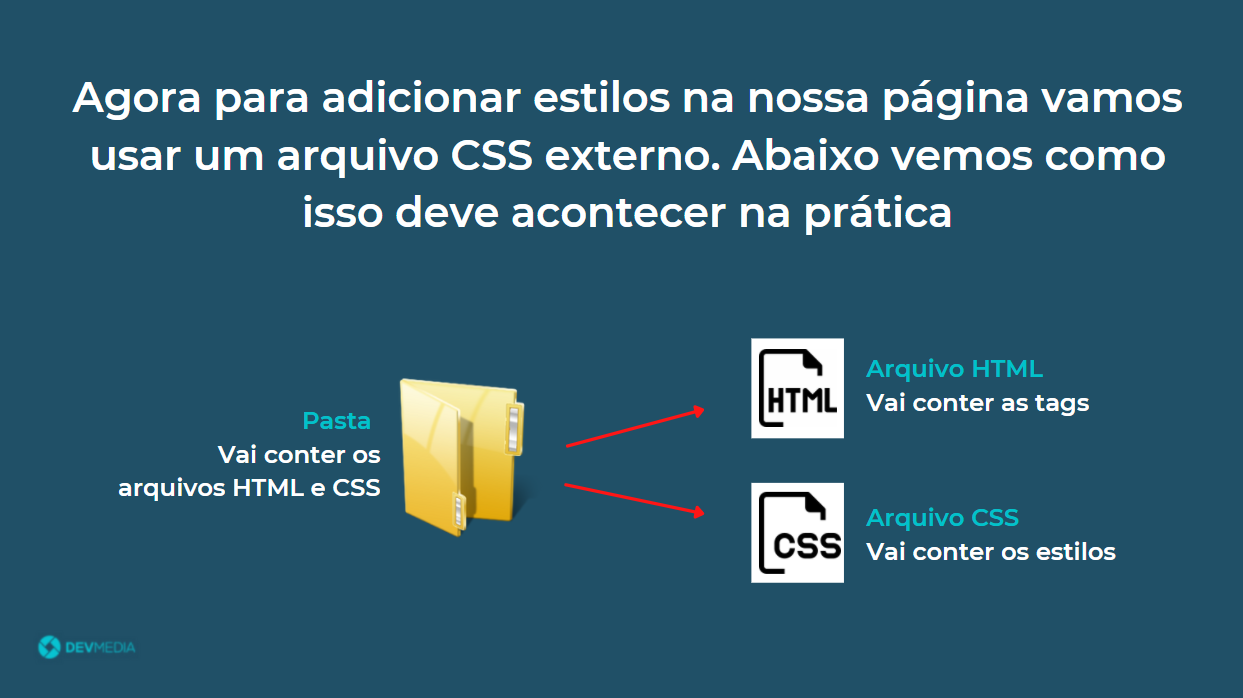 Agora para adicionar estilos na nossa página vamos
usar um arquivo CSS externo. Abaixo vemos como
isso deve acontecer na prática
Pasta
Vai conter os
arquivos HTML e CSS
HTML
Arquivo HTML
Vai conter as tags
CSS
Arquivo CSS
Vai conter os estilos
DEVMEDIA